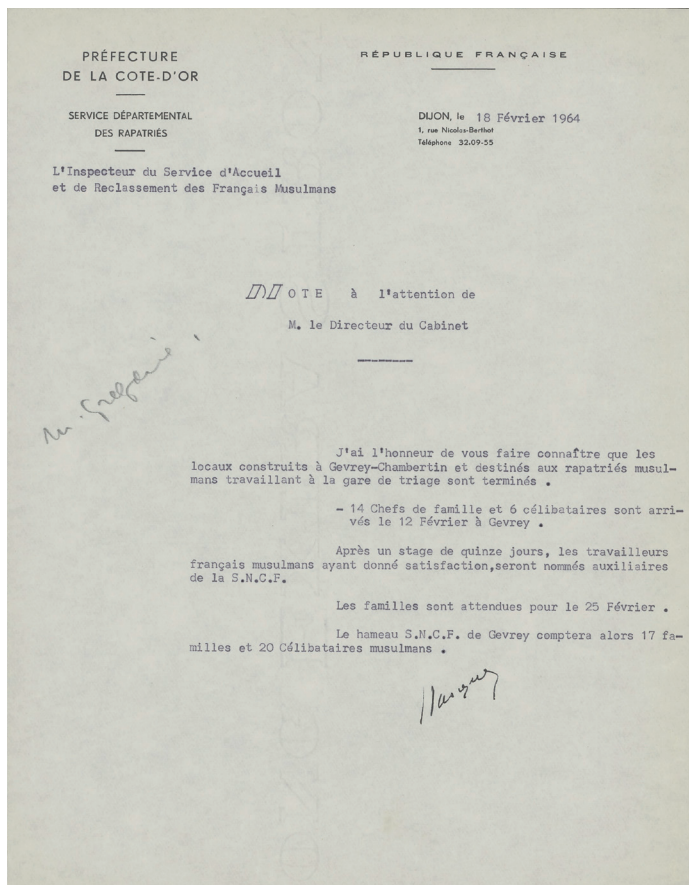 PRÉFECTURE
DE LA COTE-D'OR
SERVICE DÉPARTEMENTAL
DES RAPATRIÉS
L'Inspecteur du Service d'Accueil
et de Reclassement des Français Musulmans
RÉPUBLIQUE FRANÇAISE
DIJON, le 18 Février 1964
1, rue Nicolas-Berthot
Téléphone 32.09-55
NOTE à l'attention de
M. le Directeur du Cabinet
M. Grégoire
J'ai l'honneur de vous faire connaître que les
locaux construits à Gevrey-Chambertin et destinés aux rapatriés musul-
mans travaillant à la gare de triage sont terminés .
- 14 Chefs de famille et 6 célibataires sont arri-
vés le 12 Février à Gevrey .
Après un stage de quinze jours, les travailleurs
français musulmans ayant donné satisfaction,seront nommés auxiliaires
de la S.N.C.F.
Les familles sont attendues pour le 25 Février .
Le hameau S.N.C.F. de Gevrey comptera alors 17 fa-
milles et 20 Célibataires musulmans .